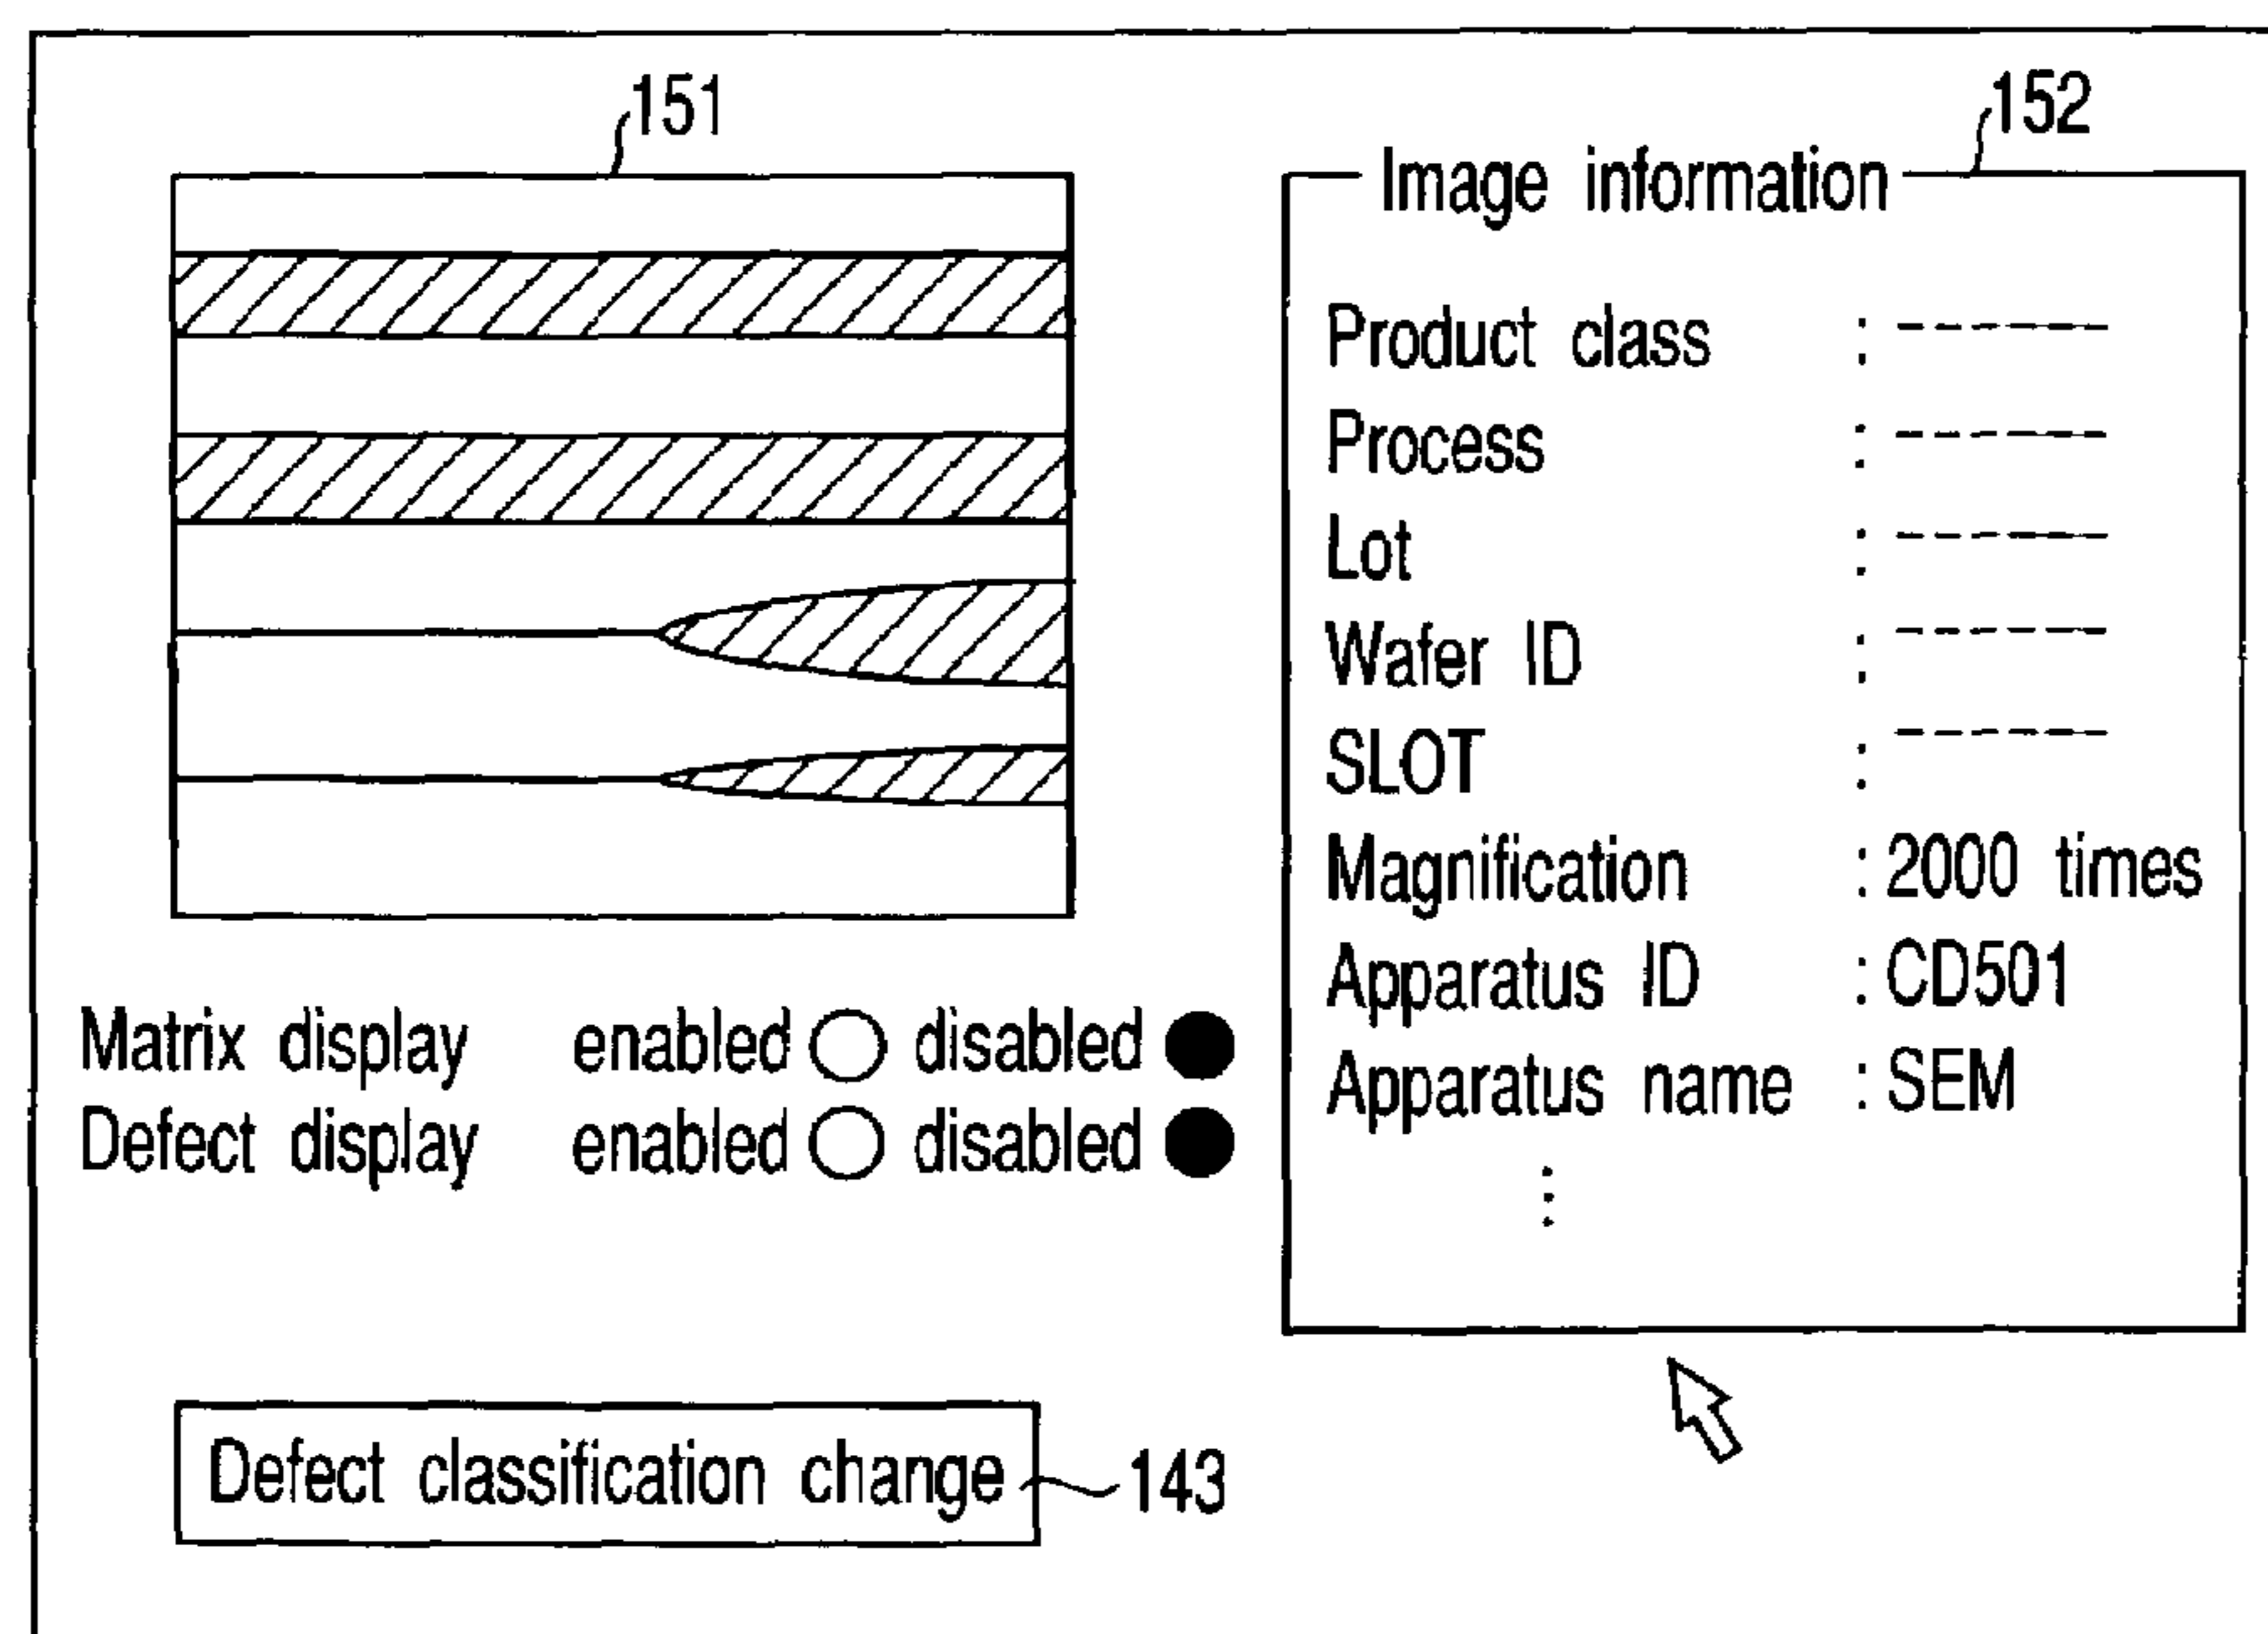 151
152
Image information
Product class : ------
Process : ------
Lot : ------
Wafer ID : ------
SLOT : ------
Magnification : 2000 times
Apparatus ID : CD501
Apparatus name : SEM
⋮
Matrix display enabled ○ disabled ●
Defect display enabled ○ disabled ●
Defect classification change
143